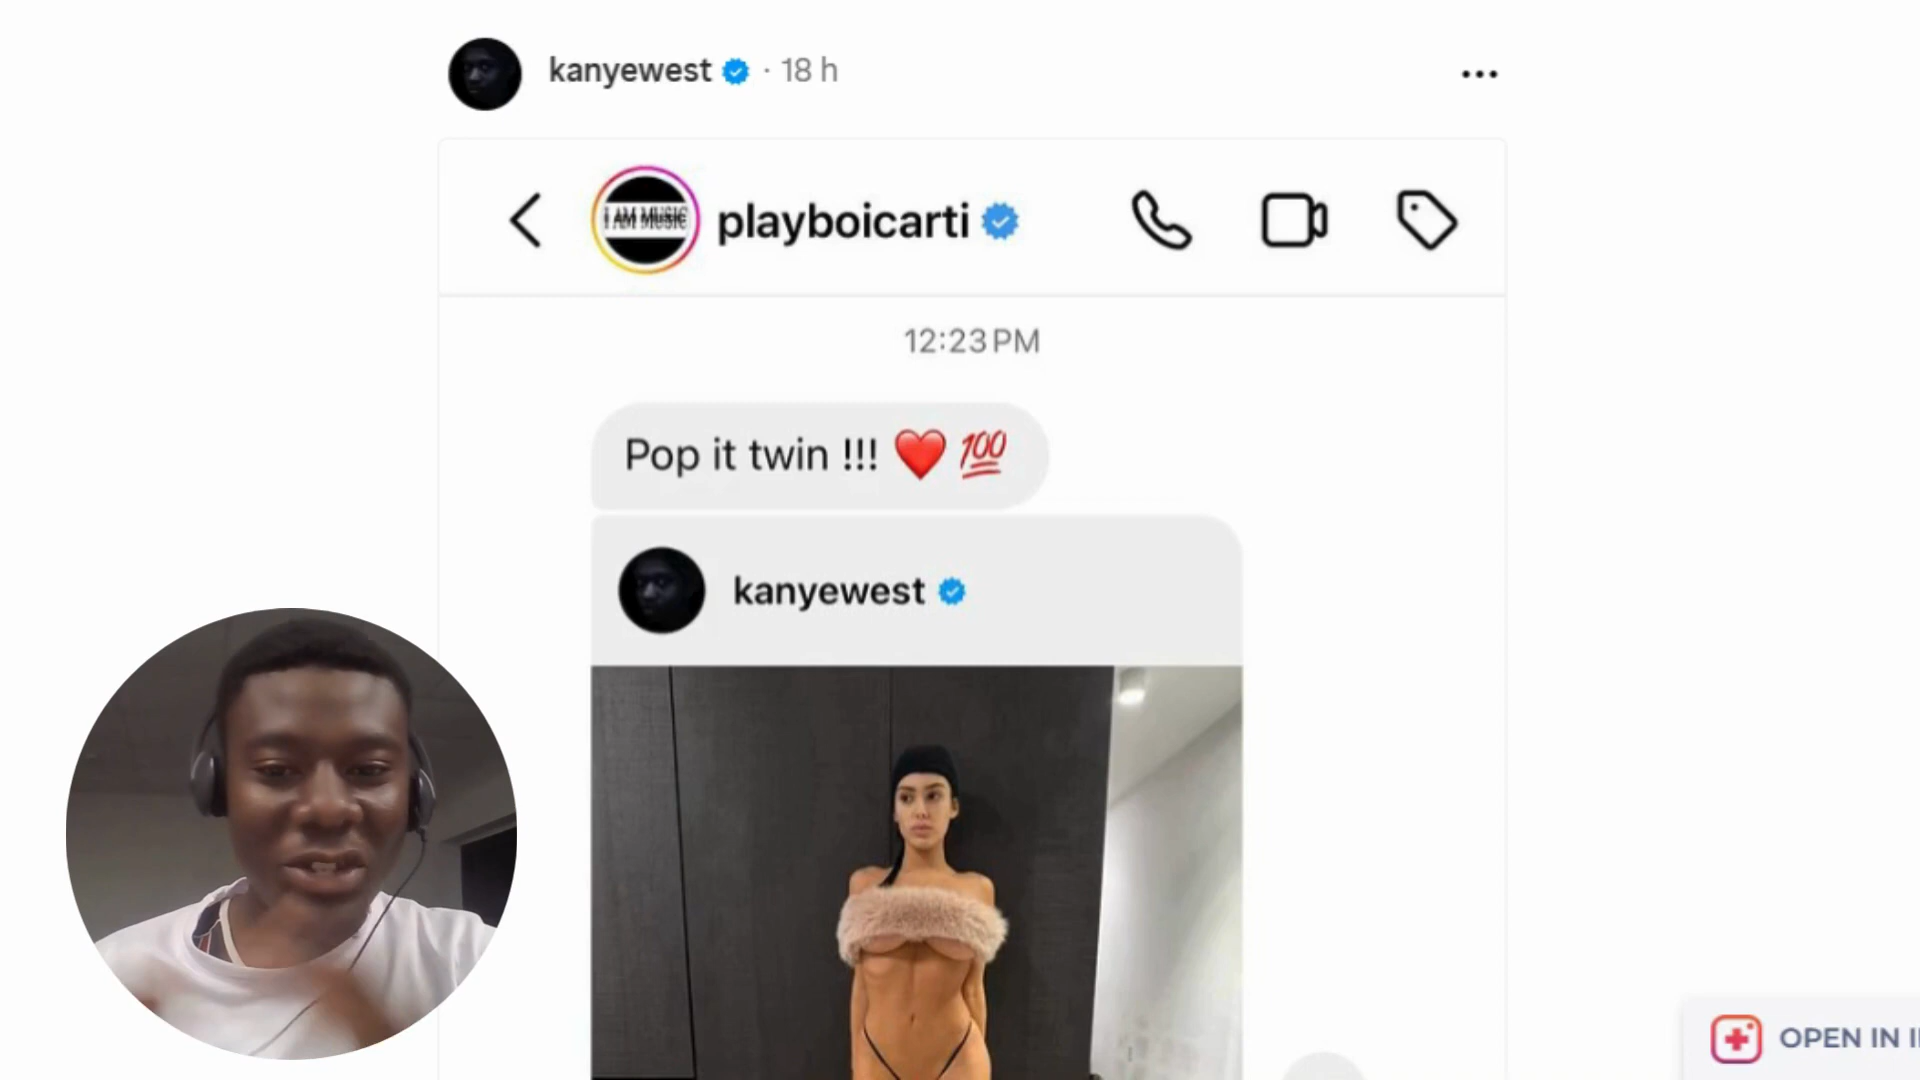 kanyewest · 18 h
I AM MUSIC
playboicarti
12:23 PM
Pop it twin !!! ❤️ 💯
kanyewest
OPEN IN